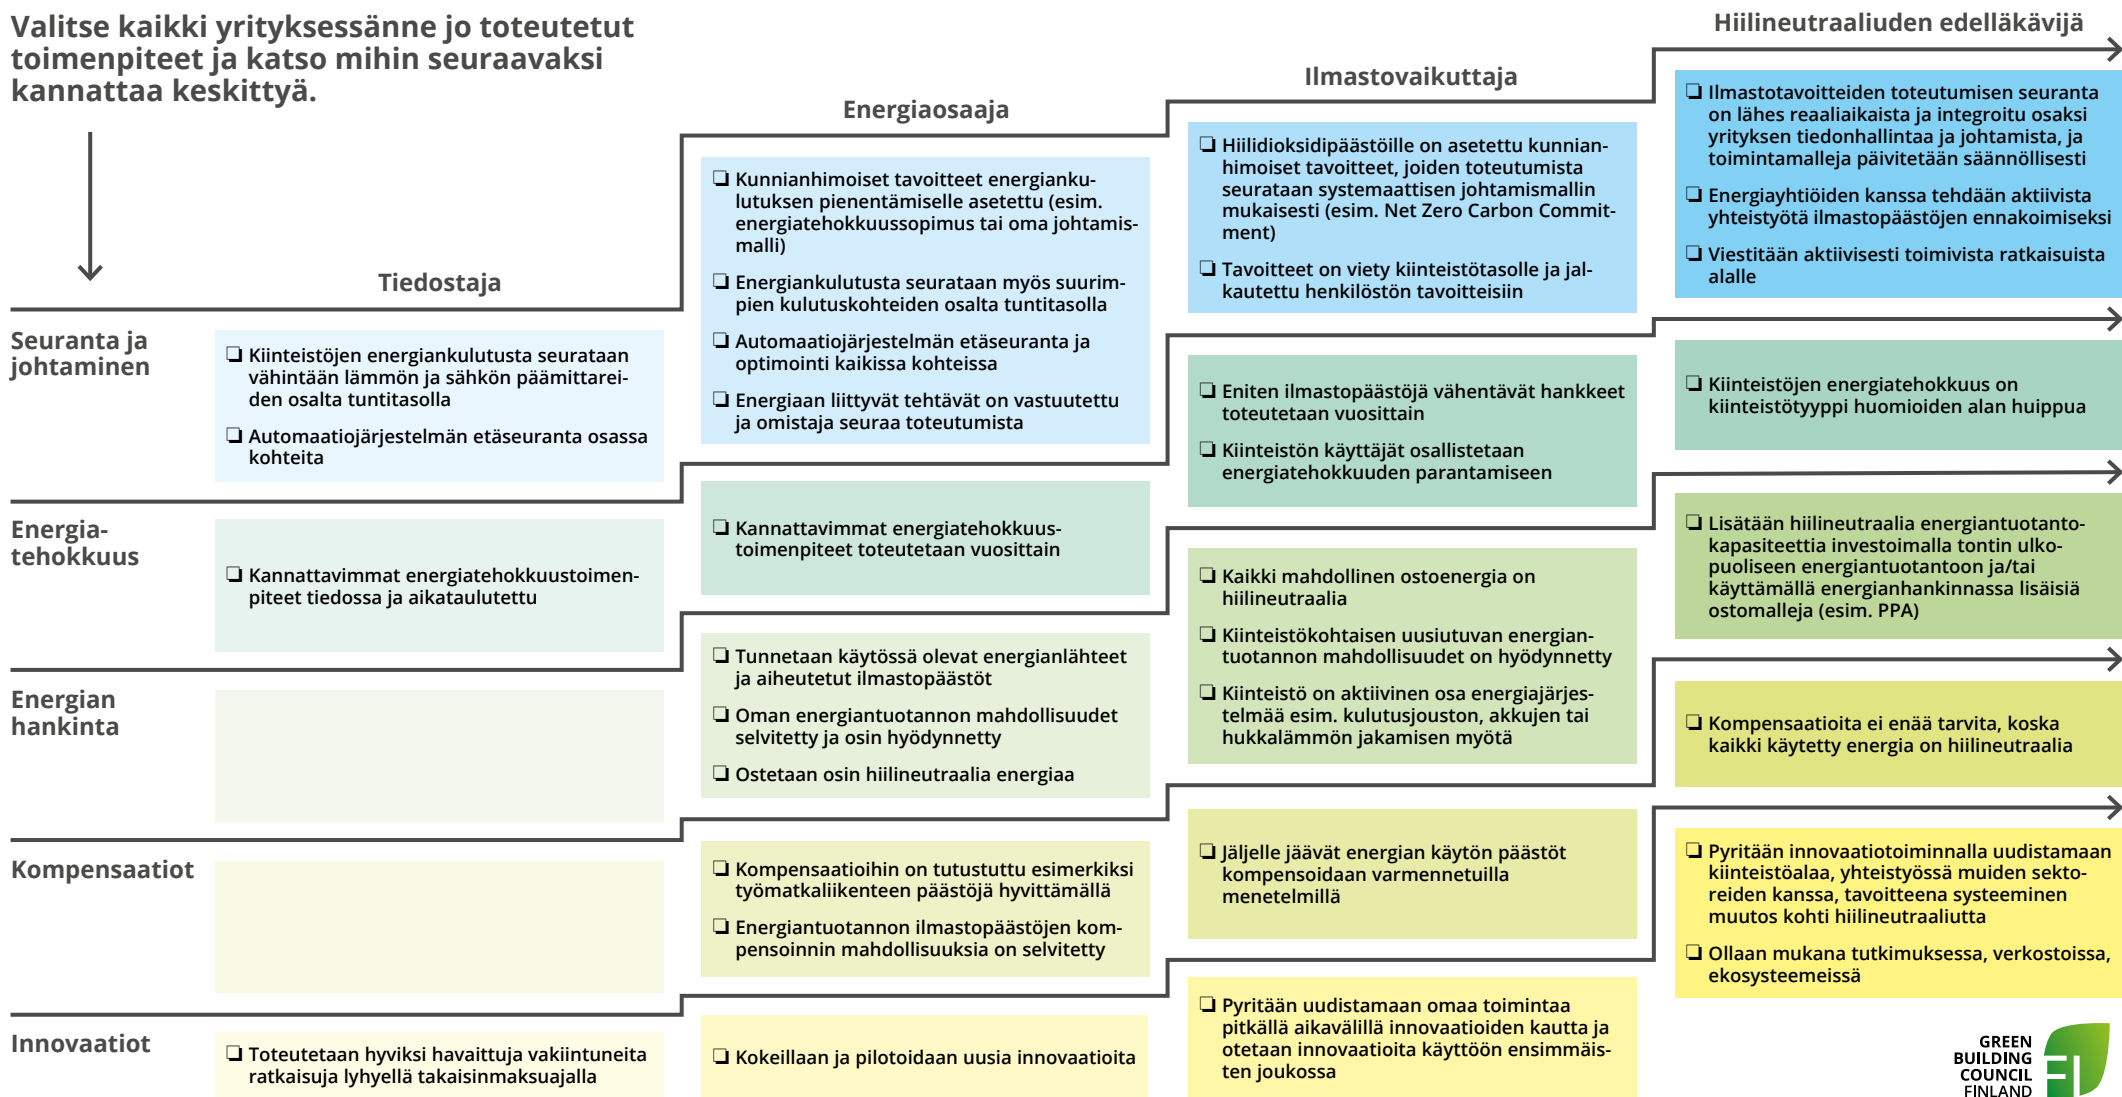 Valitse kaikki yrityksessänne jo toteutetut
toimenpiteet ja katso mihin seuraavaksi
kannattaa keskittyä.
Tiedostaja
Energiaosaaja
Ilmastovaikuttaja
Hiilineutraaliuden edelläkävijä
Seuranta ja
johtaminen
❏ Kiinteistöjen energiankulutusta seurataan
vähintään lämmön ja sähkön päämittarei-
den osalta tuntitasolla
❏ Automaatiojärjestelmän etäseuranta osassa
kohteita
❏ Kunnianhimoiset tavoitteet energianku-
lutuksen pienentämiselle asetettu (esim.
energiatehokkuussopimus tai oma johtamis-
malli)
❏ Energiankulutusta seurataan myös suurim-
pien kulutuskohteiden osalta tuntitasolla
❏ Automaatiojärjestelmän etäseuranta ja
optimointi kaikissa kohteissa
❏ Energiaan liittyvät tehtävät on vastuutettu
ja omistaja seuraa toteutumista
❏ Hiilidioksidipäästöille on asetettu kunnian-
himoiset tavoitteet, joiden toteutumista
seurataan systemaattisen johtamismallin
mukaisesti (esim. Net Zero Carbon Commit-
ment)
❏ Tavoitteet on viety kiinteistötasolle ja jal-
kautettu henkilöstön tavoitteisiin
❏ Ilmastotavoitteiden toteutumisen seuranta
on lähes reaaliaikaista ja integroitu osaksi
yrityksen tiedonhallintaa ja johtamista, ja
toimintamalleja päivitetään säännöllisesti
❏ Energiayhtiöiden kanssa tehdään aktiivista
yhteistyötä ilmastopäästöjen ennakoimiseksi
❏ Viestitään aktiivisesti toimivista ratkaisuista
alalle
Energia-
tehokkuus
❏ Kannattavimmat energiatehokkuustoimen-
piteet tiedossa ja aikataulutettu
❏ Kannattavimmat energiatehokkuus-
toimenpiteet toteutetaan vuosittain
❏ Eniten ilmastopäästöjä vähentävät hankkeet
toteutetaan vuosittain
❏ Kiinteistön käyttäjät osallistetaan
energiatehokkuuden parantamiseen
❏ Kiinteistöjen energiatehokkuus on
kiinteistötyyppi huomioiden alan huippua
Energian
hankinta
❏ Tunnetaan käytössä olevat energianlähteet
ja aiheutetut ilmastopäästöt
❏ Oman energiantuotannon mahdollisuudet
selvitetty ja osin hyödynnetty
❏ Ostetaan osin hiilineutraalia energiaa
❏ Kaikki mahdollinen ostoenergia on
hiilineutraalia
❏ Kiinteistökohtaisen uusiutuvan energian-
tuotannon mahdollisuudet on hyödynnetty
❏ Kiinteistö on aktiivinen osa energiajärjes-
telmää esim. kulutusjouston, akkujen tai
hukkalämmön jakamisen myötä
❏ Lisätään hiilineutraalia energiantuotanto-
kapasiteettia investoimalla tontin ulko-
puoliseen energiantuotantoon ja/tai
käyttämällä energianhankinnassa lisäisiä
ostomalleja (esim. PPA)
Kompensaatiot
❏ Kompensaatioihin on tutustuttu esimerkiksi
työmatkaliikenteen päästöjä hyvittämällä
❏ Energiantuotannon ilmastopäästöjen kom-
pensoinnin mahdollisuuksia on selvitetty
❏ Jäljelle jäävät energian käytön päästöt
kompensoidaan varmennetuilla
menetelmillä
❏ Kompensaatioita ei enää tarvita, koska
kaikki käytetty energia on hiilineutraalia
Innovaatiot
❏ Toteutetaan hyviksi havaittuja vakiintuneita
ratkaisuja lyhyellä takaisinmaksuajalla
❏ Kokeillaan ja pilotoidaan uusia innovaatioita
❏ Pyritään uudistamaan omaa toimintaa
pitkällä aikavälillä innovaatioiden kautta ja
otetaan innovaatioita käyttöön ensimmäis-
ten joukossa
❏ Pyritään innovaatiotoiminnalla uudistamaan
kiinteistöalaa, yhteistyössä muiden sekto-
reiden kanssa, tavoitteena systeeminen
muutos kohti hiilineutraaliutta
❏ Ollaan mukana tutkimuksessa, verkostoissa,
ekosysteemeissä
GREEN
BUILDING
COUNCIL
FINLAND
FI